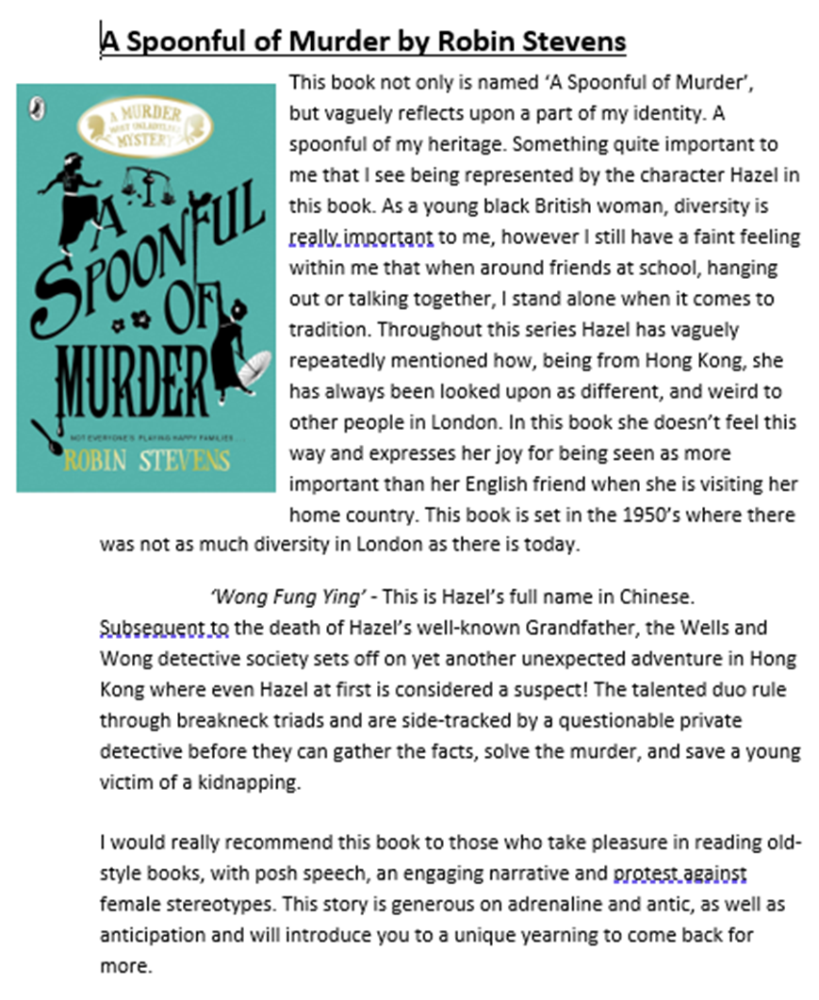 A Spoonful of Murder by Robin Stevens
A MURDER
MOST UNLADYLIKE
MYSTERY
A
SPOONFUL
OF
MURDER
NOT EVERYONE'S PLAYING HAPPY FAMILIES . . .
ROBIN STEVENS
This book not only is named ‘A Spoonful of Murder’,
but vaguely reflects upon a part of my identity. A
spoonful of my heritage. Something quite important to
me that I see being represented by the character Hazel in
this book. As a young black British woman, diversity is
really important to me, however I still have a faint feeling
within me that when around friends at school, hanging
out or talking together, I stand alone when it comes to
tradition. Throughout this series Hazel has vaguely
repeatedly mentioned how, being from Hong Kong, she
has always been looked upon as different, and weird to
other people in London. In this book she doesn’t feel this
way and expresses her joy for being seen as more
important than her English friend when she is visiting her
home country. This book is set in the 1950’s where there
was not as much diversity in London as there is today.
‘Wong Fung Ying’ - This is Hazel’s full name in Chinese.
Subsequent to the death of Hazel’s well-known Grandfather, the Wells and
Wong detective society sets off on yet another unexpected adventure in Hong
Kong where even Hazel at first is considered a suspect! The talented duo rule
through breakneck triads and are side-tracked by a questionable private
detective before they can gather the facts, solve the murder, and save a young
victim of a kidnapping.
I would really recommend this book to those who take pleasure in reading old-
style books, with posh speech, an engaging narrative and protest against
female stereotypes. This story is generous on adrenaline and antic, as well as
anticipation and will introduce you to a unique yearning to come back for
more.